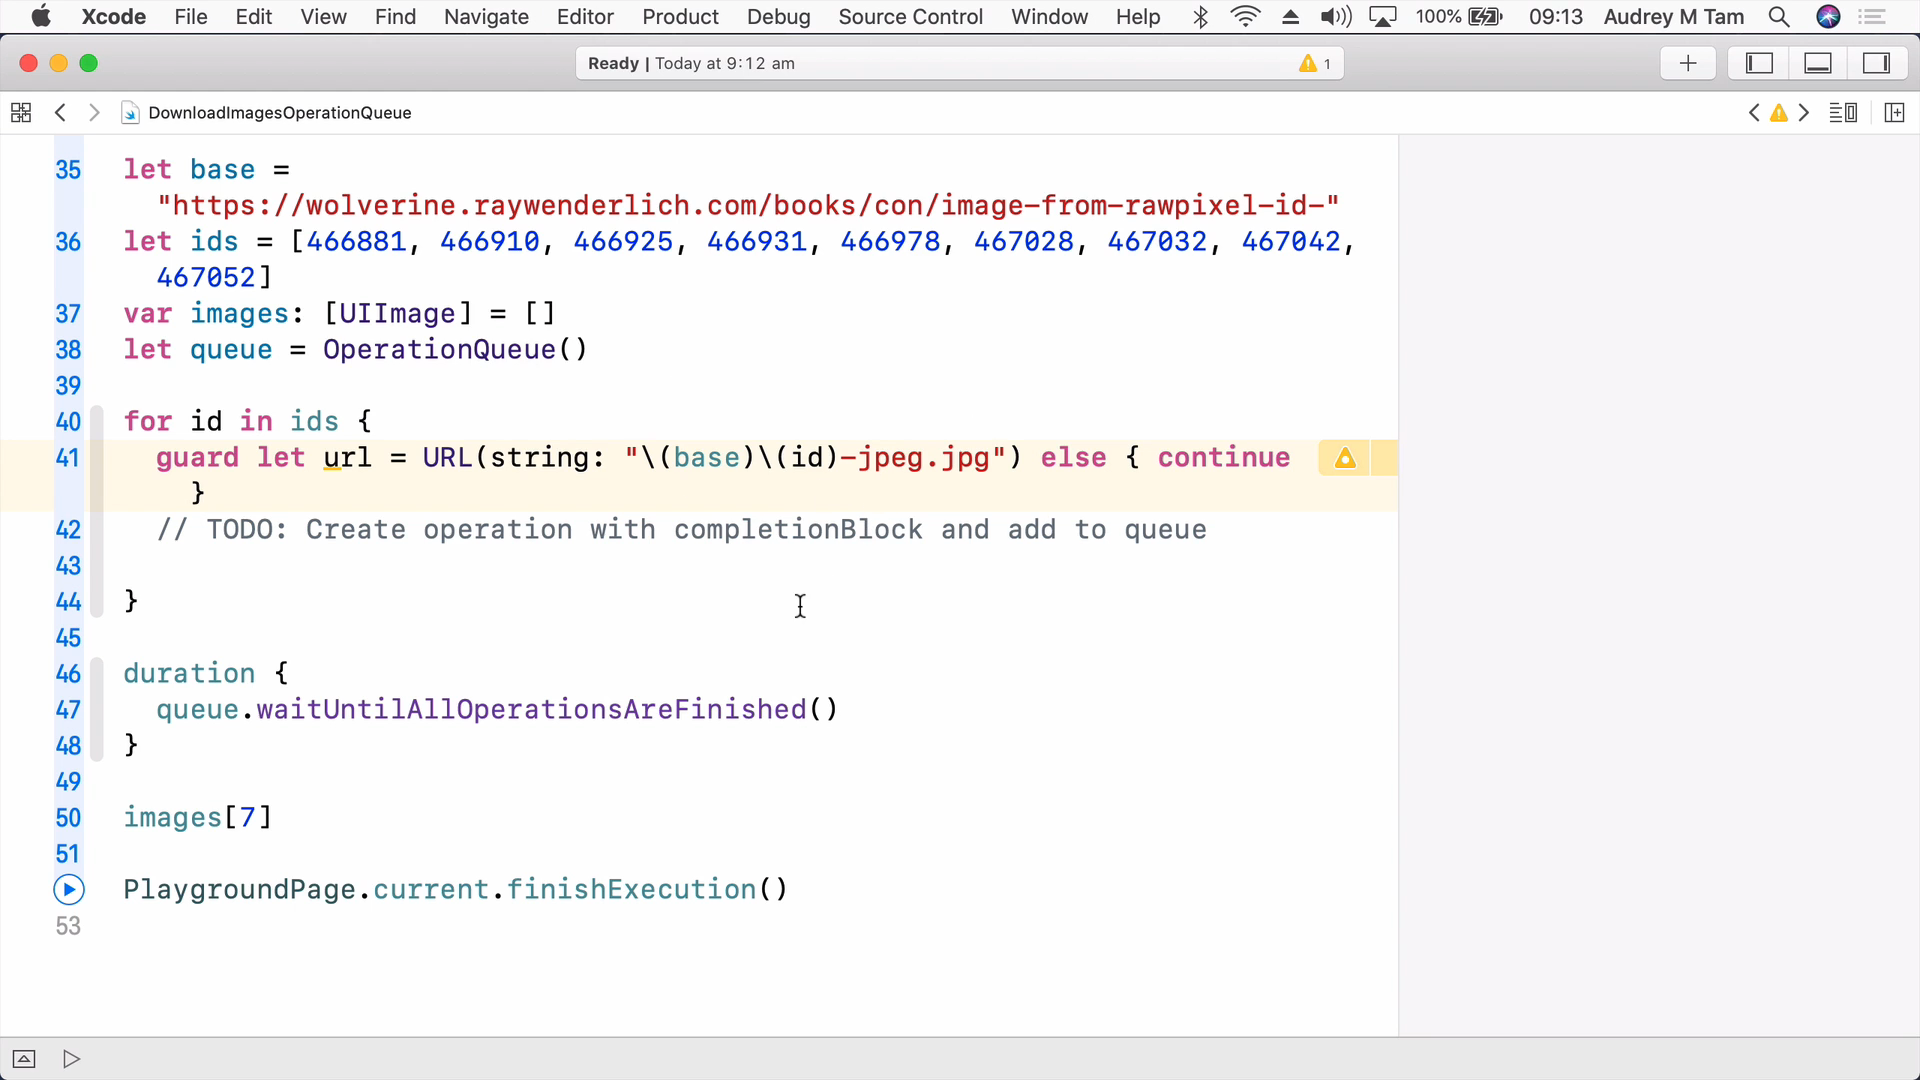 Xcode File Edit View Find Navigate Editor Product Debug Source Control Window Help 100% 09:13 Audrey M Tam
Ready | Today at 9:12 am 1
DownloadImagesOperationQueue
35 let base =
"https://wolverine.raywenderlich.com/books/con/image-from-rawpixel-id-"
36 let ids = [466881, 466910, 466925, 466931, 466978, 467028, 467032, 467042,
467052]
37 var images: [UIImage] = []
38 let queue = OperationQueue()
39
40 for id in ids {
41 guard let url = URL(string: "\(base)\(id)-jpeg.jpg") else { continue
}
42 // TODO: Create operation with completionBlock and add to queue
43
44 }
45
46 duration {
47 queue.waitUntilAllOperationsAreFinished()
48 }
49
50 images[7]
51
PlaygroundPage.current.finishExecution()
53